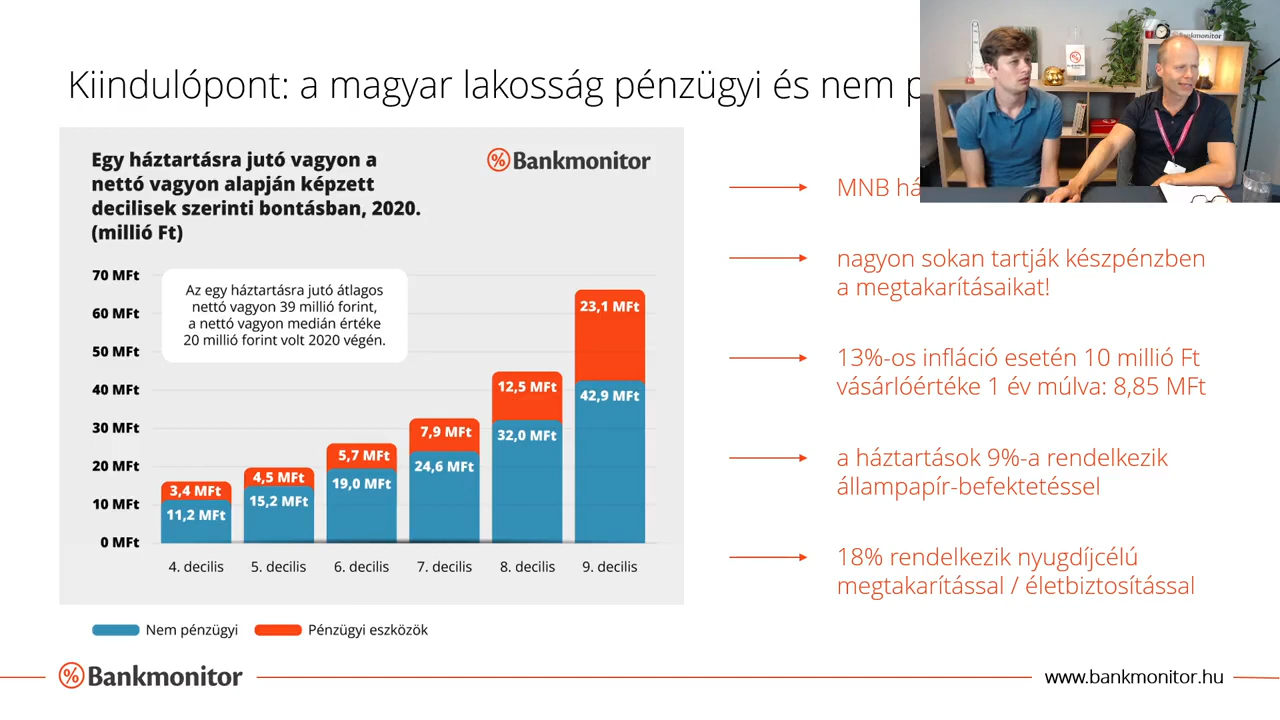 Kiindulópont: a magyar lakosság pénzügyi és nem
Bankmonitor
Egy háztartásra jutó vagyon a
nettó vagyon alapján képzett
decilisek szerinti bontásban, 2020.
(millió Ft)
% Bankmonitor
70 MFt
60 MFt
50 MFt
40 MFt
30 MFt
20 MFt
10 MFt
0 MFt
Az egy háztartásra jutó átlagos
nettó vagyon 39 millió forint,
a nettó vagyon medián értéke
20 millió forint volt 2020 végén.
3,4 MFt
11,2 MFt
4,5 MFt
15,2 MFt
5,7 MFt
19,0 MFt
7,9 MFt
24,6 MFt
12,5 MFt
32,0 MFt
23,1 MFt
42,9 MFt
4. decilis 5. decilis 6. decilis 7. decilis 8. decilis 9. decilis
Nem pénzügyi Pénzügyi eszközök
MNB
nagyon sokan tartják készpénzben
a megtakarításaikat!
13%-os infláció esetén 10 millió Ft
vásárlóértéke 1 év múlva: 8,85 MFt
a háztartások 9%-a rendelkezik
állampapír-befektetéssel
18% rendelkezik nyugdíjcélú
megtakarítással / életbiztosítással
% Bankmonitor
www.bankmonitor.hu